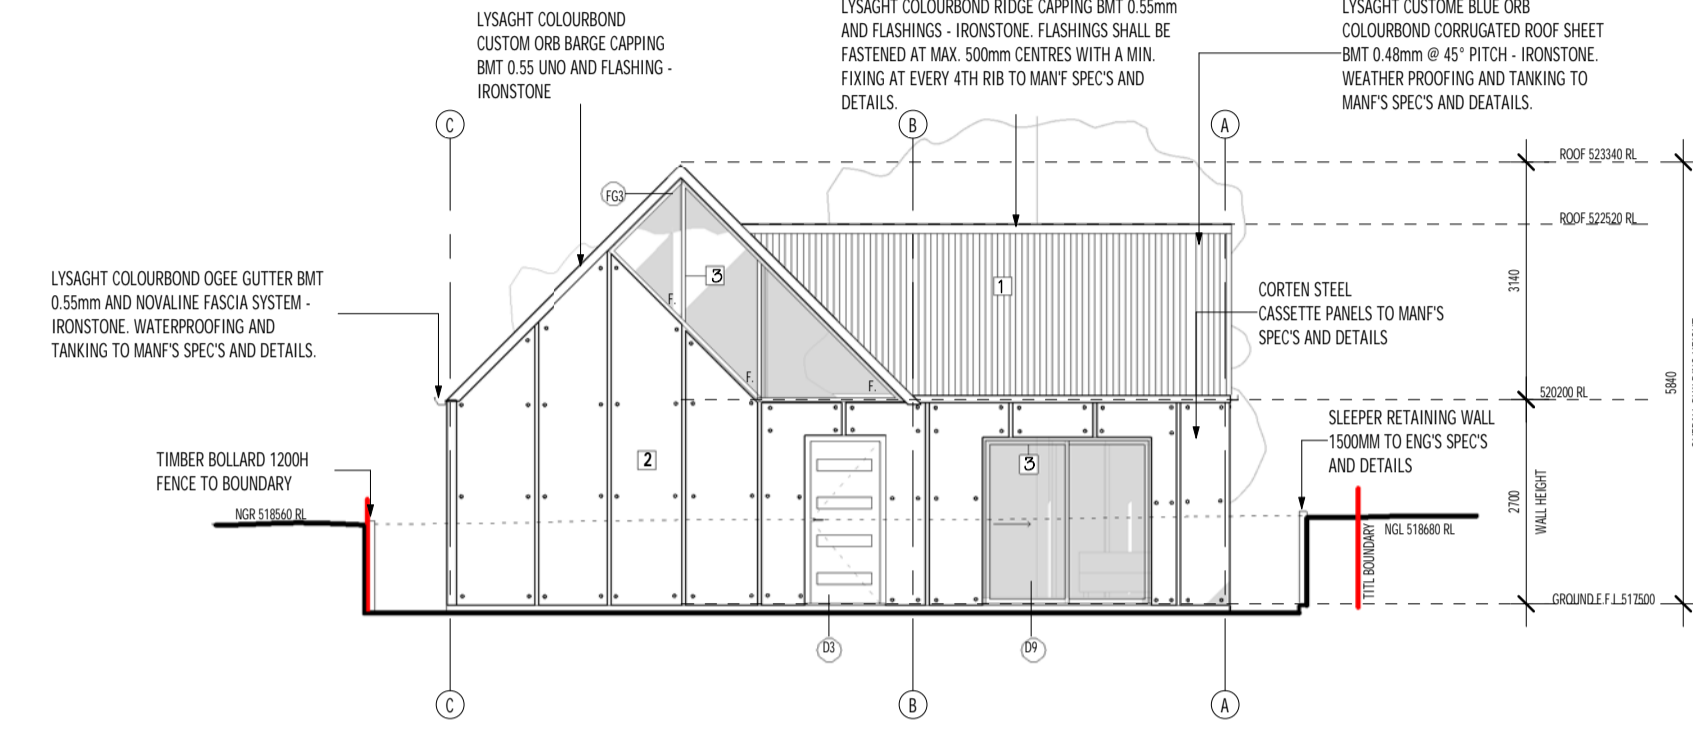 LYSAGHT COLOURBOND
CUSTOM ORB BARGE CAPPING
BMT 0.55 UNO AND FLASHING -
IRONSTONE
LYSAGHT COLOURBOND RIDGE CAPPING BMT 0.55mm
AND FLASHINGS - IRONSTONE. FLASHINGS SHALL BE
FASTENED AT MAX. 500mm CENTRES WITH A MIN.
FIXING AT EVERY 4TH RIB TO MAN'F SPEC'S AND
DETAILS.
LYSAGHT CUSTOME BLUE ORB
COLOURBOND CORRUGATED ROOF SHEET
BMT 0.48mm @ 45° PITCH - IRONSTONE.
WEATHER PROOFING AND TANKING TO
MANF'S SPEC'S AND DEATAILS.
C
B
A
ROOF 523340 RL
FG3
ROOF 522520 RL
LYSAGHT COLOURBOND OGEE GUTTER BMT
0.55mm AND NOVALINE FASCIA SYSTEM -
IRONSTONE. WATERPROOFING AND
TANKING TO MANF'S SPEC'S AND DETAILS.
3
1
3140
F.
F.
F.
CORTEN STEEL
CASSETTE PANELS TO MANF'S
SPEC'S AND DETAILS
5840
520200 RL
SLEEPER RETAINING WALL
1500MM TO ENG'S SPEC'S
AND DETAILS
TIMBER BOLLARD 1200H
FENCE TO BOUNDARY
2
3
2700
WALL HEIGHT
NGR 518560 RL
NGL 518680 RL
TITL BOUNDARY
GROUND F.F.L 517500
D3
D9
C
B
A